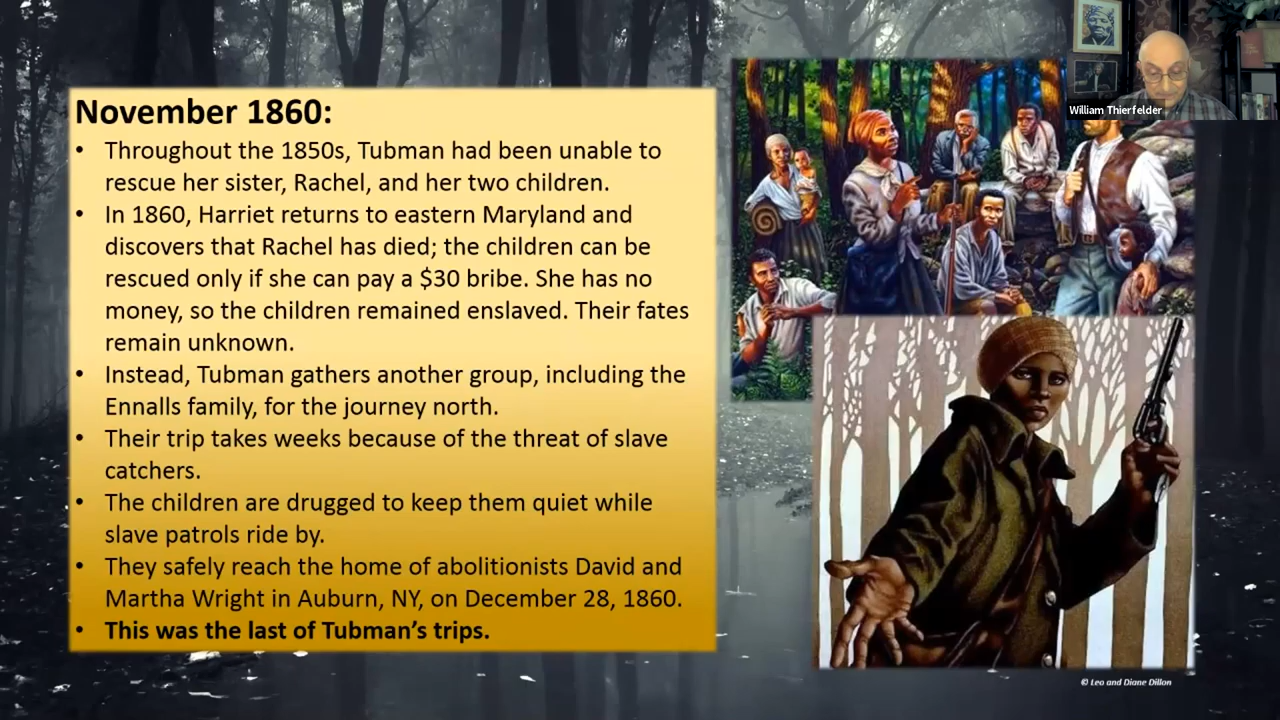 November 1860:
• Throughout the 1850s, Tubman had been unable to
rescue her sister, Rachel, and her two children.
• In 1860, Harriet returns to eastern Maryland and
discovers that Rachel has died; the children can be
rescued only if she can pay a $30 bribe. She has no
money, so the children remained enslaved. Their fates
remain unknown.
• Instead, Tubman gathers another group, including the
Ennalls family, for the journey north.
• Their trip takes weeks because of the threat of slave
catchers.
• The children are drugged to keep them quiet while
slave patrols ride by.
• They safely reach the home of abolitionists David and
Martha Wright in Auburn, NY, on December 28, 1860.
• This was the last of Tubman’s trips.
William Thierfelder
© Leo and Diane Dillon